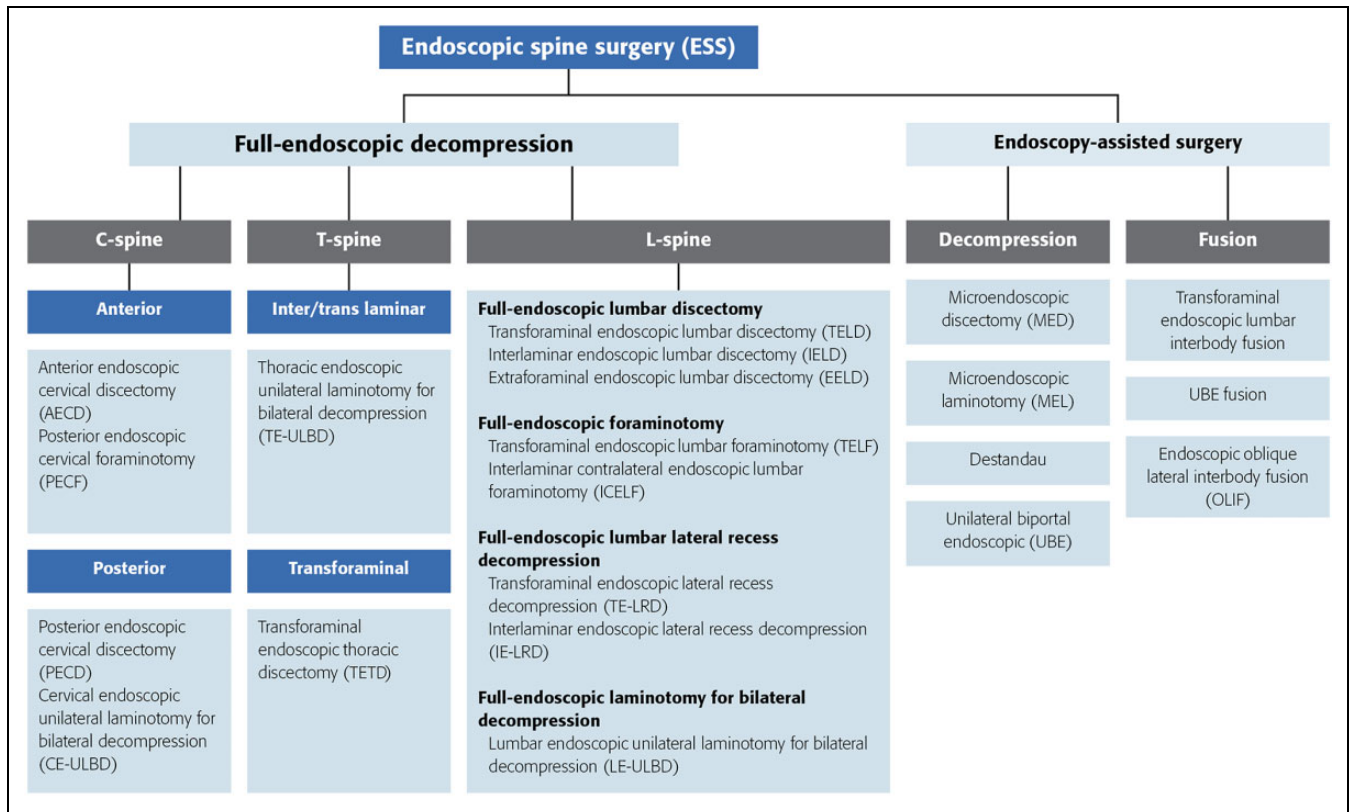 Endoscopic spine surgery (ESS)
Full-endoscopic decompression
Endoscopy-assisted surgery
C-spine
T-spine
L-spine
Decompression
Fusion
Anterior
Anterior endoscopic
cervical discectomy
(AECD)
Posterior endoscopic
cervical foraminotomy
(PECF)
Posterior
Posterior endoscopic
cervical discectomy
(PECD)
Cervical endoscopic
unilateral laminotomy for
bilateral decompression
(CE-ULBD)
Inter/trans laminar
Thoracic endoscopic
unilateral laminotomy for
bilateral decompression
(TE-ULBD)
Transforaminal
Transforaminal
endoscopic thoracic
discectomy (TETD)
Full-endoscopic lumbar discectomy
Transforaminal endoscopic lumbar discectomy (TELD)
Interlaminar endoscopic lumbar discectomy (IELD)
Extraforaminal endoscopic lumbar discectomy (EELD)
Full-endoscopic foraminotomy
Transforaminal endoscopic lumbar foraminotomy (TELF)
Interlaminar contralateral endoscopic lumbar
foraminotomy (ICELF)
Full-endoscopic lumbar lateral recess
decompression
Transforaminal endoscopic lateral recess
decompression (TE-LRD)
Interlaminar endoscopic lateral recess decompression
(IE-LRD)
Full-endoscopic laminotomy for bilateral
decompression
Lumbar endoscopic unilateral laminotomy for bilateral
decompression (LE-ULBD)
Microendoscopic
discectomy (MED)
Microendoscopic
laminotomy (MEL)
Destandau
Unilateral biportal
endoscopic (UBE)
Transforaminal
endoscopic lumbar
interbody fusion
UBE fusion
Endoscopic oblique
lateral interbody fusion
(OLIF)